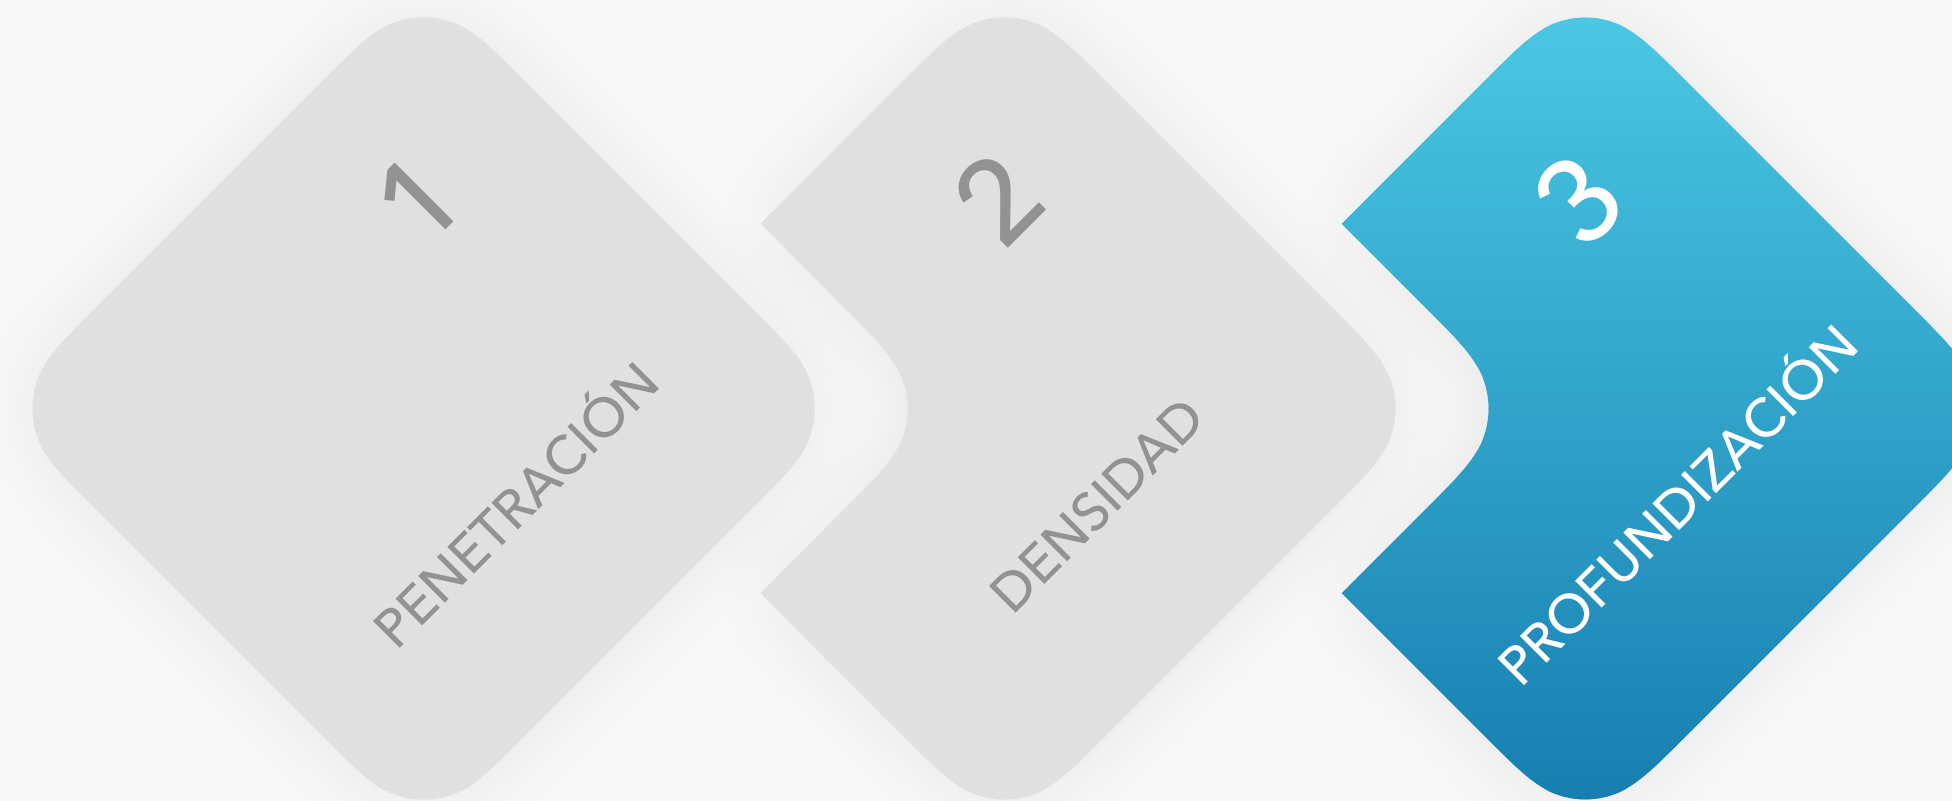 1
PENETRACIÓN
2
DENSIDAD
3
PROFUNDIZACIÓN